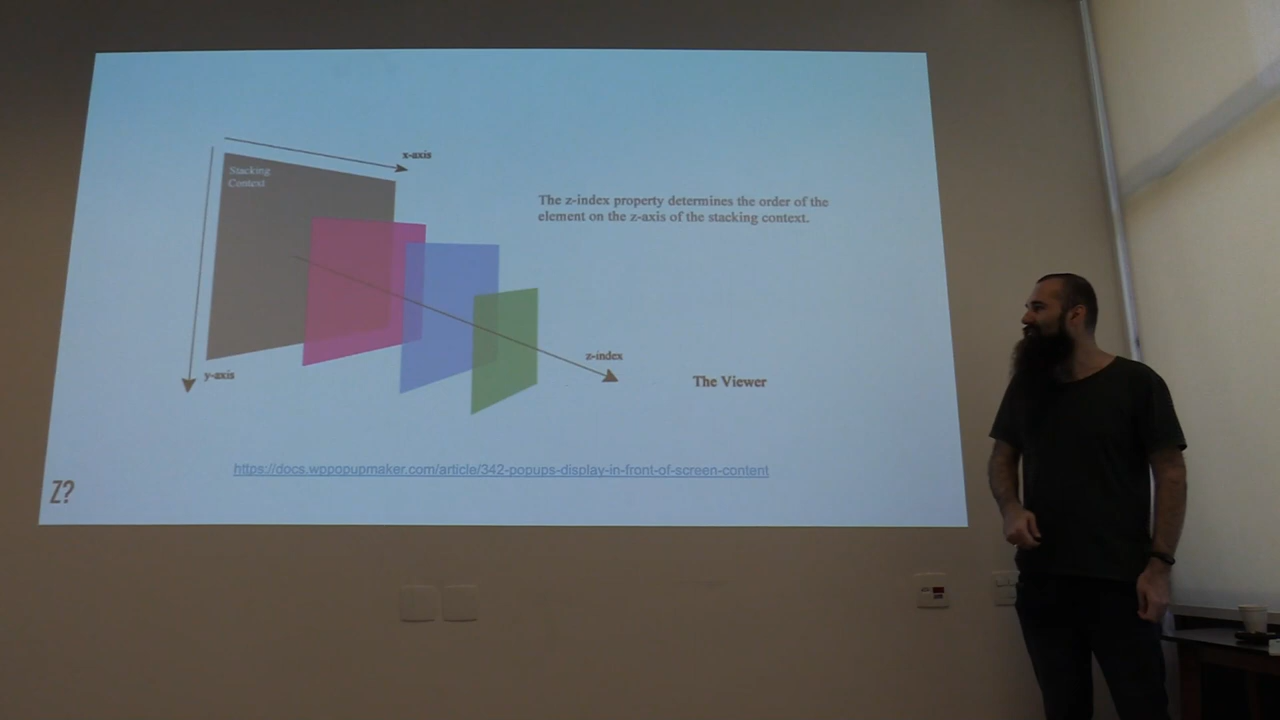 x-axis
Stacking
Context
The z-index property determines the order of the
element on the z-axis of the stacking context.
z-index
y-axis
The Viewer
https://docs.wppopupmaker.com/article/342-popups-display-in-front-of-screen-content
Z?